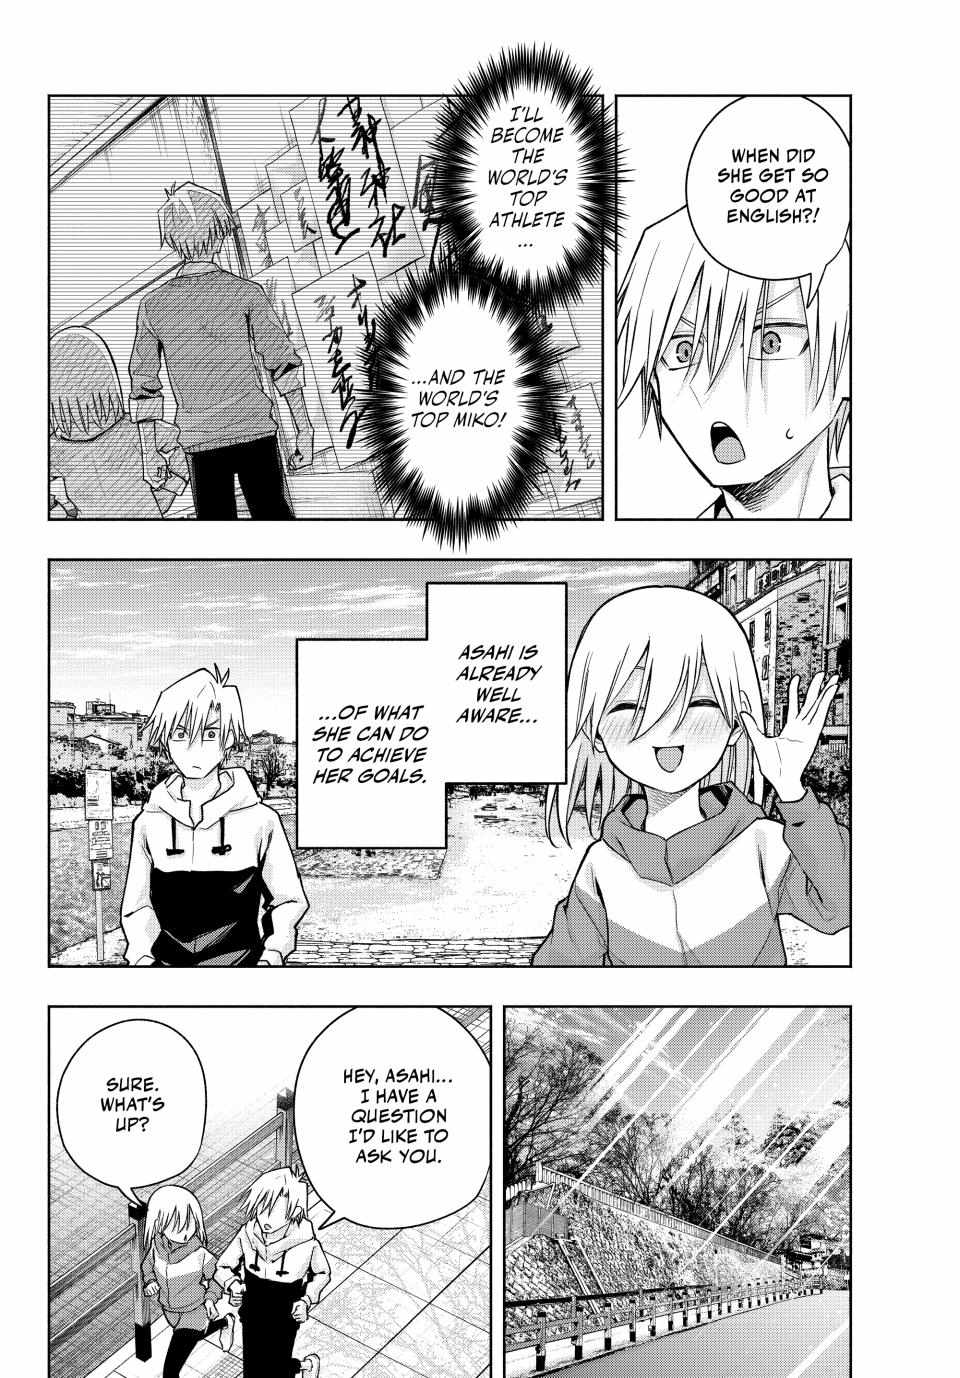 WHEN DID
SHE GET SO
GOOD AT
ENGLISH?!
I'LL
BECOME
THE
WORLD'S
TOP
ATHLETE
...
...AND THE
WORLD'S
TOP MIKO!
ASAHI IS
ALREADY
WELL
AWARE...
...OF WHAT
SHE CAN DO
TO ACHIEVE
HER GOALS.
HEY, ASAHI...
I HAVE A
QUESTION
I'D LIKE TO
ASK YOU.
SURE.
WHAT'S
UP?